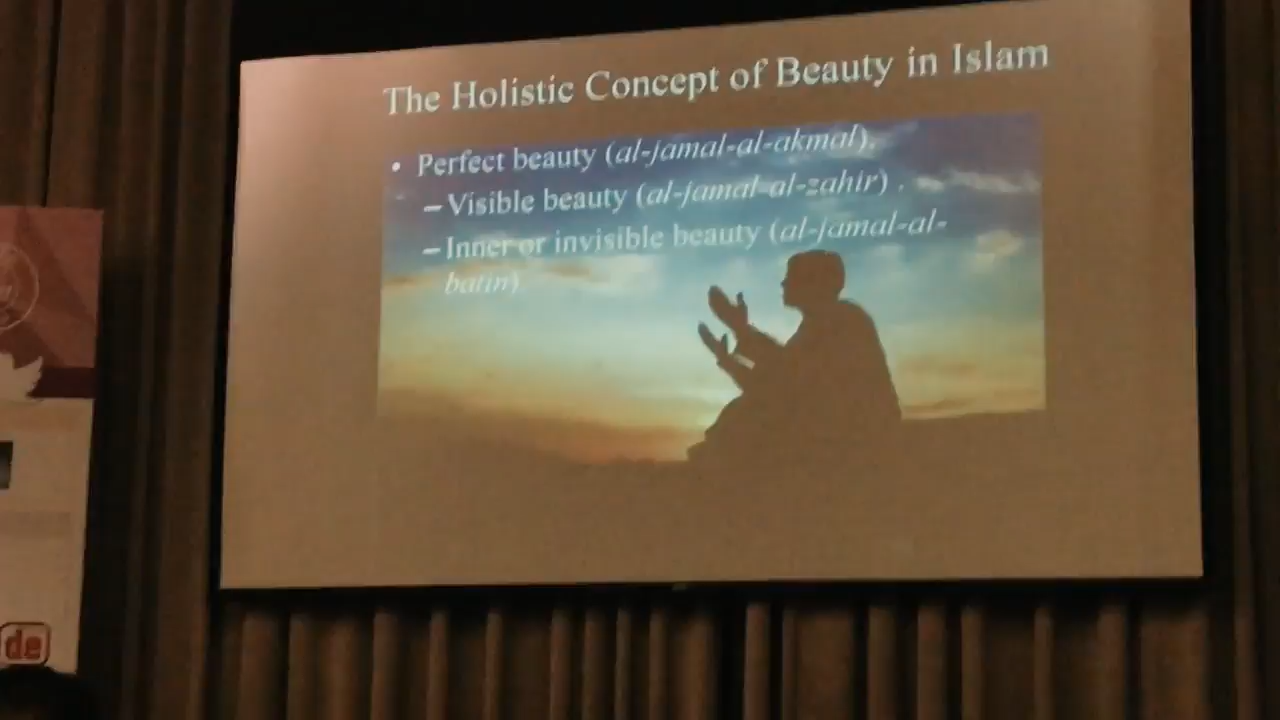 The Holistic Concept of Beauty in Islam
• Perfect beauty (al-jamal-al-akmal).
– Visible beauty (al-jamal-al-zahir) .
– Inner or invisible beauty (al-jamal-al-
batin)
de